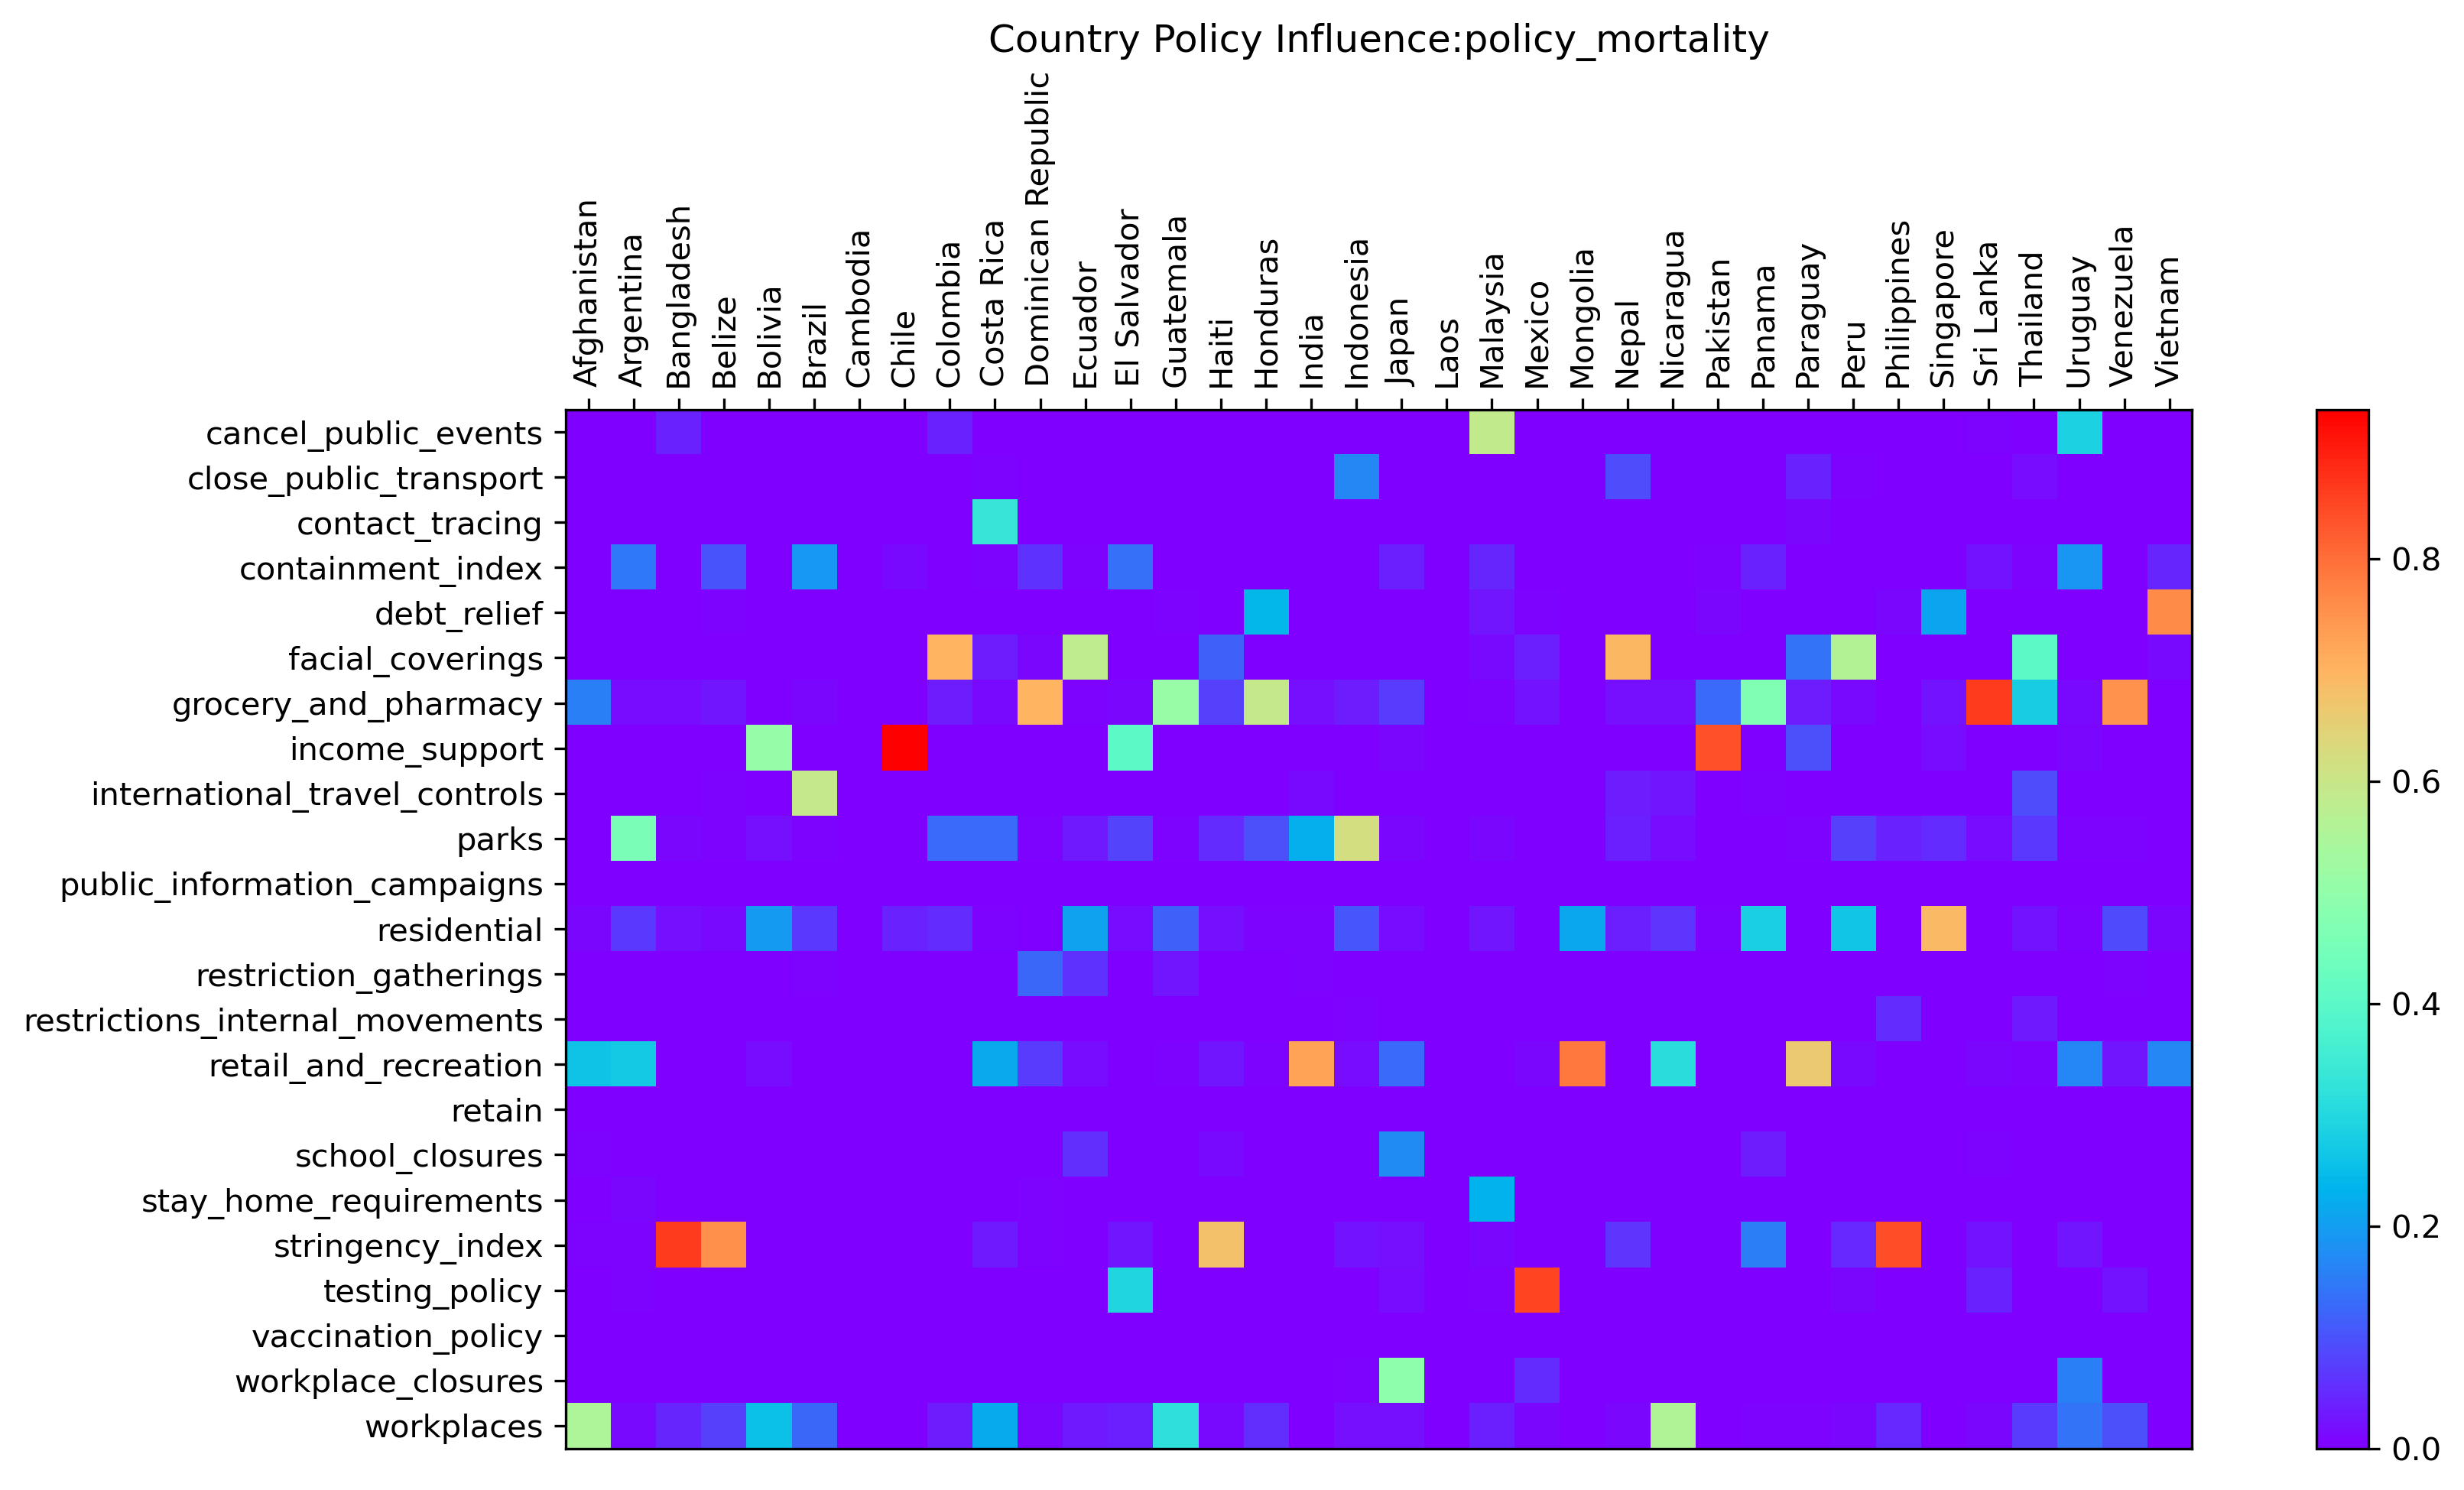 Country Policy Influence:policy_mortality
Afghanistan
Argentina
Bangladesh
Belize
Bolivia
Brazil
Cambodia
Chile
Colombia
Costa Rica
Dominican Republic
Ecuador
El Salvador
Guatemala
Haiti
Honduras
India
Indonesia
Japan
Laos
Malaysia
Mexico
Mongolia
Nepal
Nicaragua
Pakistan
Panama
Paraguay
Peru
Philippines
Singapore
Sri Lanka
Thailand
Uruguay
Venezuela
Vietnam
cancel_public_events
close_public_transport
contact_tracing
containment_index
debt_relief
facial_coverings
grocery_and_pharmacy
income_support
international_travel_controls
parks
public_information_campaigns
residential
restriction_gatherings
restrictions_internal_movements
retail_and_recreation
retain
school_closures
stay_home_requirements
stringency_index
testing_policy
vaccination_policy
workplace_closures
workplaces
0.8
0.6
0.4
0.2
0.0